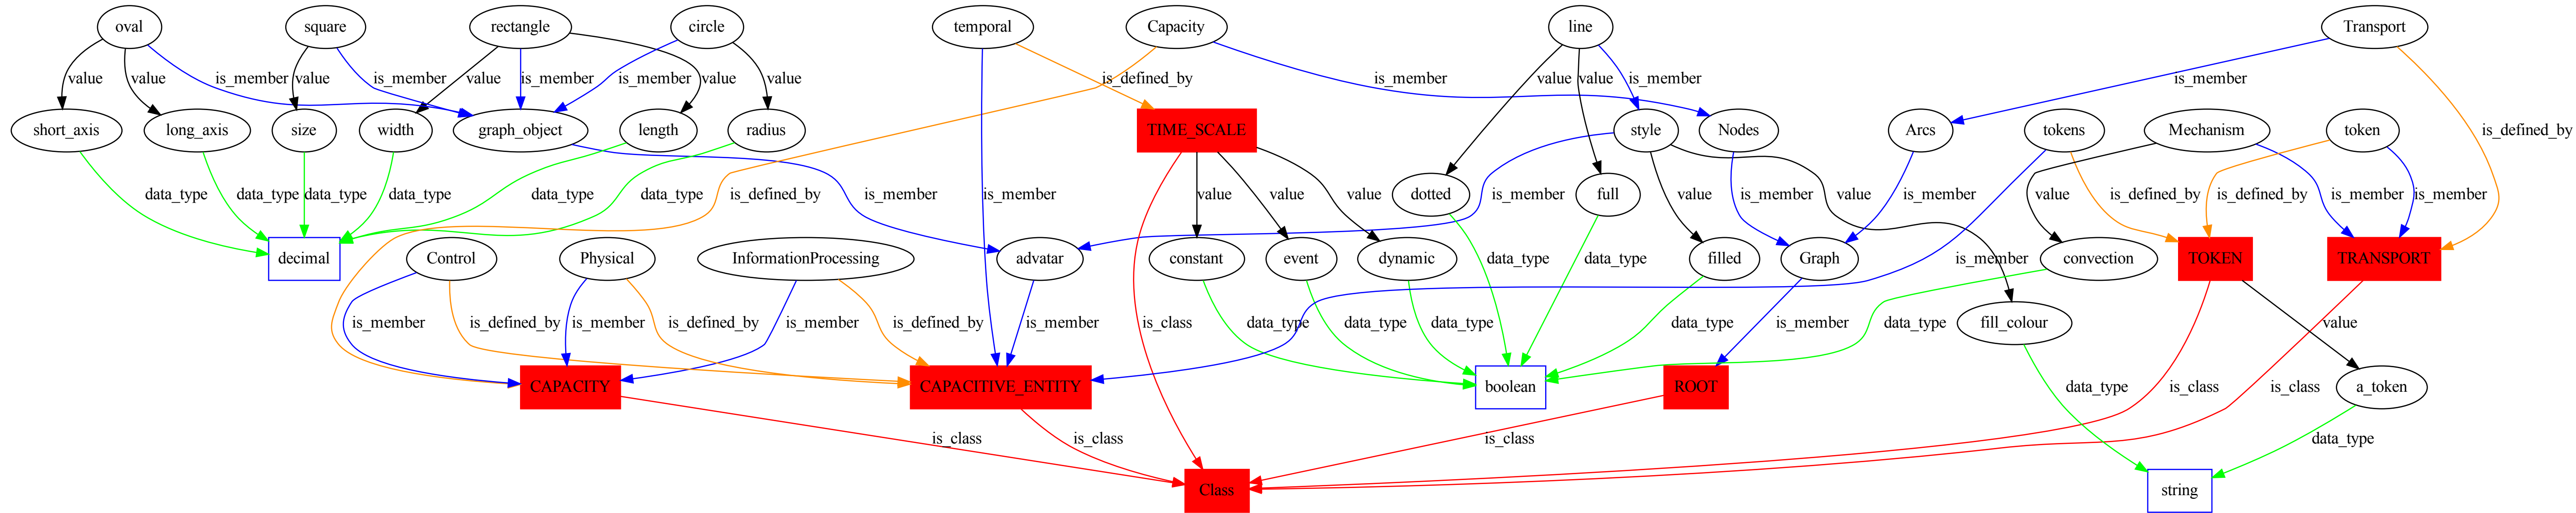 oval square rectangle circle temporal Capacity line Transport
value value is_member value is_member value is_member is_member value value is_defined_by is_member value value is_member is_member
short_axis long_axis size width graph_object length radius TIME_SCALE style Nodes Arcs tokens Mechanism token is_defined_by
data_type data_type data_type data_type data_type data_type is_defined_by is_member is_member value value value is_member dotted full value is_member value is_member value is_defined_by is_defined_by is_member is_member
decimal Control Physical InformationProcessing advatar constant event dynamic data_type data_type filled Graph is_member convection TOKEN TRANSPORT
is_member is_defined_by is_member is_defined_by is_member is_defined_by is_member is_class data_type data_type data_type data_type is_member data_type fill_colour value
CAPACITY CAPACITIVE_ENTITY boolean ROOT data_type is_class is_class a_token
is_class is_class is_class data_type
Class string